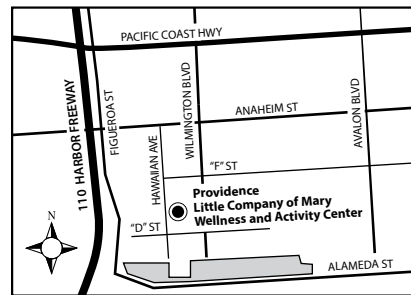 PACIFIC COAST HWY
110 HARBOR FREEWAY
FIGUEROA ST
HAWAIIAN AVE
WILMINGTON BLVD
ANAHEIM ST
AVALON BLVD
"F" ST
Providence
Little Company of Mary
Wellness and Activity Center
"D" ST
N
ALAMEDA ST